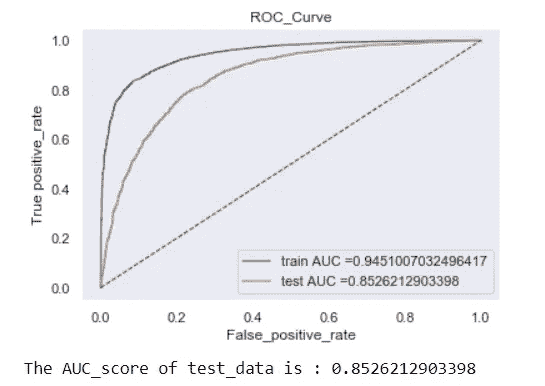 ROC_Curve
1.0
0.8
0.6
0.4
0.2
0.0
True positive_rate
train AUC =0.9451007032496417
test AUC =0.8526212903398
0.0 0.2 0.4 0.6 0.8 1.0
False_positive_rate
The AUC_score of test_data is : 0.8526212903398